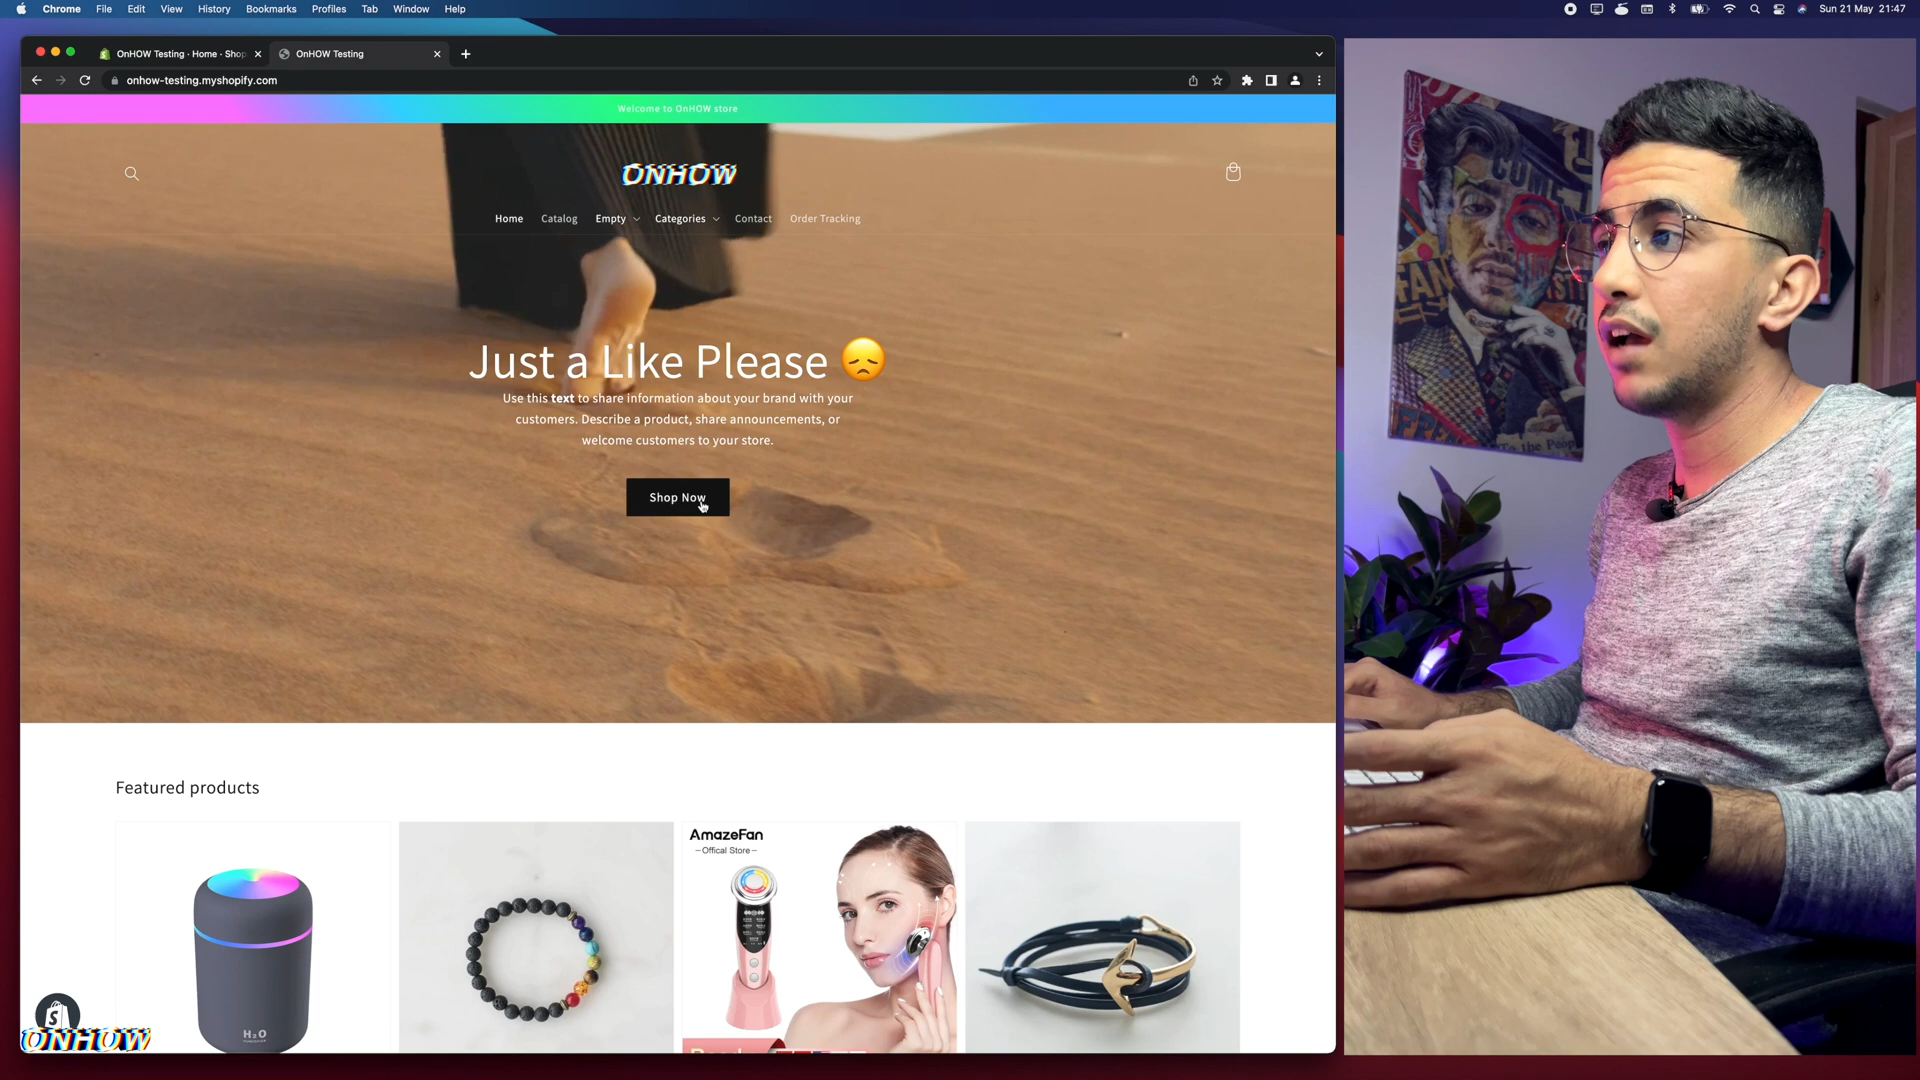 Chrome File Edit View History Bookmarks Profiles Tab Window Help
Sun 21 May 21:47
OnHOW Testing · Home · Shop
OnHOW Testing
onhow-testing.myshopify.com
Welcome to OnHOW store
ONHOW
Home Catalog Empty Categories Contact Order Tracking
Just a Like Please 😞
Use this text to share information about your brand with your
customers. Describe a product, share announcements, or
welcome customers to your store.
Shop Now
Featured products
H₂O
AmazeFan
-Offical Store-
S
ONHOW
to the People